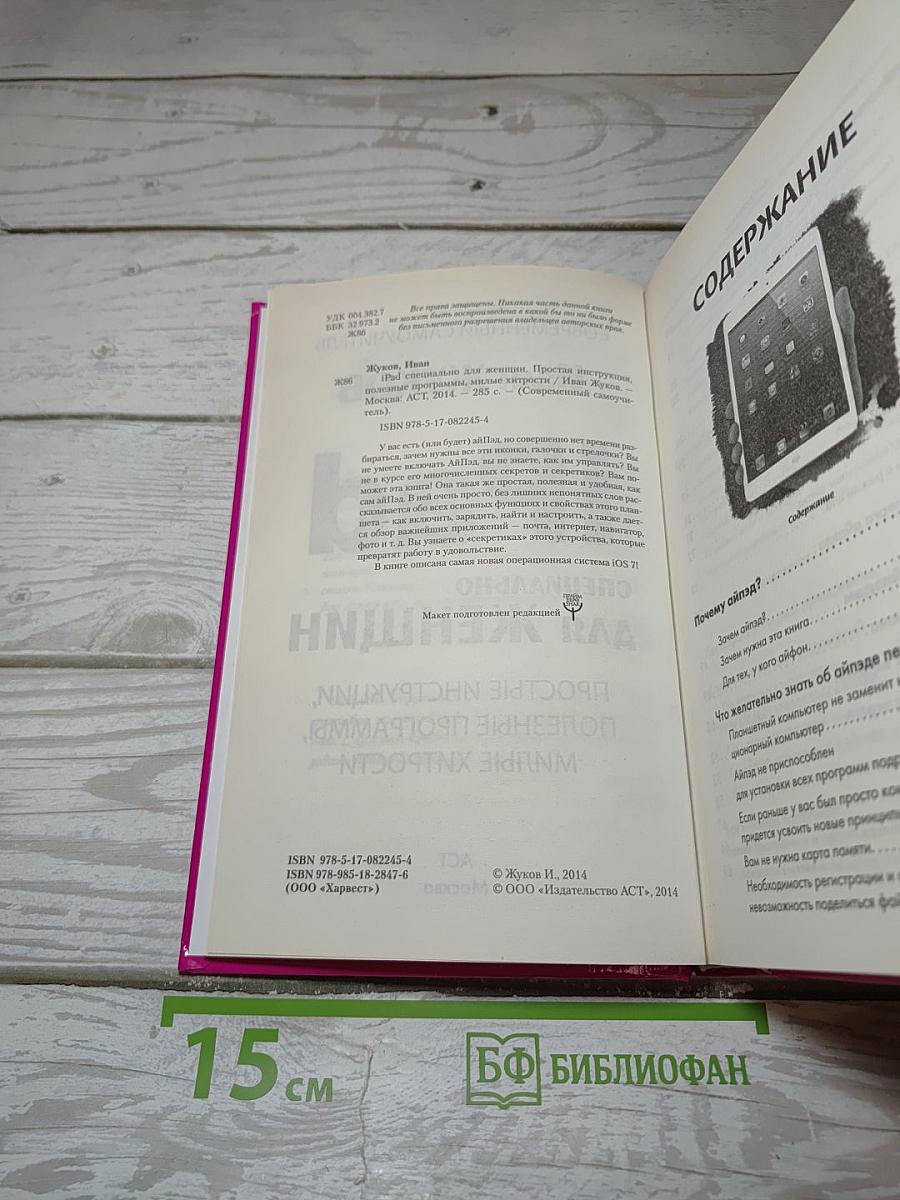 УДК 004.382.7
ББК 32.973.2
Ж86
Все права защищены. Никакая часть данной книги
не может быть воспроизведена в какой бы то ни было форме
без письменного разрешения владельцев авторских прав.
Жуков, Иван
Ж86 iPad специально для женщин. Простая инструкция,
полезные программы, милые хитрости / Иван Жуков. —
Москва: АСТ, 2014. — 285 с. — (Современный самоучи-
тель).
ISBN 978-5-17-082245-4
У вас есть (или будет) айПэд, но совершенно нет времени раз-
бираться, зачем нужны все эти иконки, галочки и стрелочки? Вы
не умеете включать АйПэд, вы не знаете, как им управлять? Вы
не в курсе его многочисленных секретов и секретиков? Вам по-
может эта книга! Она такая же простая, полезная и удобная, как
сам айПэд. В ней очень просто, без лишних непонятных слов рас-
сказывается обо всех основных функциях и свойствах этого план-
шета — как включить, зарядить, найти и настроить, а также дает-
ся обзор важнейших приложений — почта, интернет, навигатор,
фото и т. д. Вы узнаете о «секретиках» этого устройства, которые
превратят работу в удовольствие.
В книге описана самая новая операционная система iOS 7!
Макет подготовлен редакцией
ISBN 978-5-17-082245-4
ISBN 978-985-18-2847-6
(ООО «Харвест»)
© Жуков И., 2014
© ООО «Издательство АСТ», 2014
СОДЕРЖАНИЕ
Содержание
Почему айпэд?
Зачем айпэд?
Зачем нужна эта книга
Для тех, у кого айфон
Что желательно знать об айпэде пе
Планшетный компьютер не заменит
ционарный компьютер
Айпэд не приспособлен
для установки всех программ подр
Если раньше у вас был просто ком
придется усвоить новые принципы
Вам не нужна карта памяти
Необходимость регистрации и
невозможность поделиться фай
15 см
БФ БИБЛИОФАН